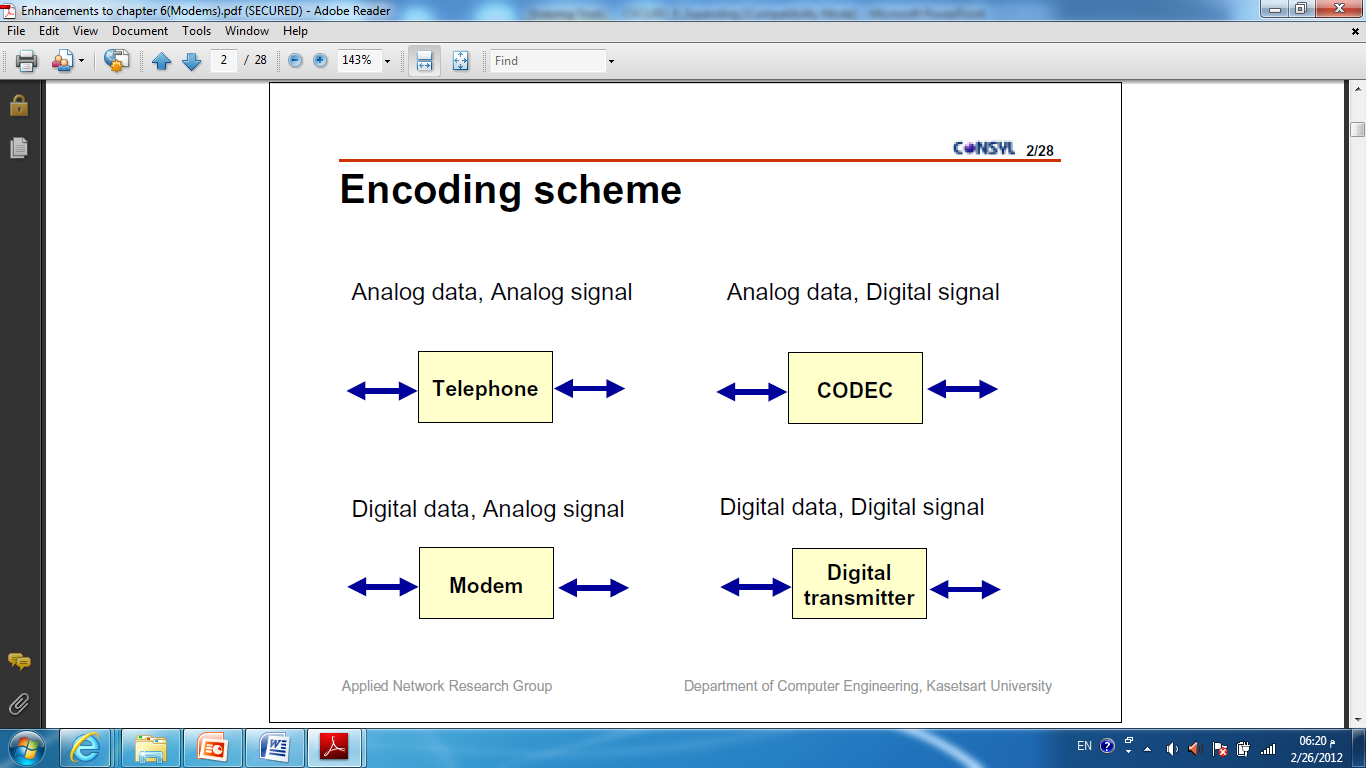 Enhancements to chapter 6(Modems).pdf (SECURED) - Adobe Reader
File Edit View Document Tools Window Help
2 / 28 143% Find
CONSYL 2/28
Encoding scheme
Analog data, Analog signal
Analog data, Digital signal
Telephone
CODEC
Digital data, Analog signal
Digital data, Digital signal
Modem
Digital
transmitter
Applied Network Research Group
Department of Computer Engineering, Kasetsart University
EN
06:20 م
2/26/2012